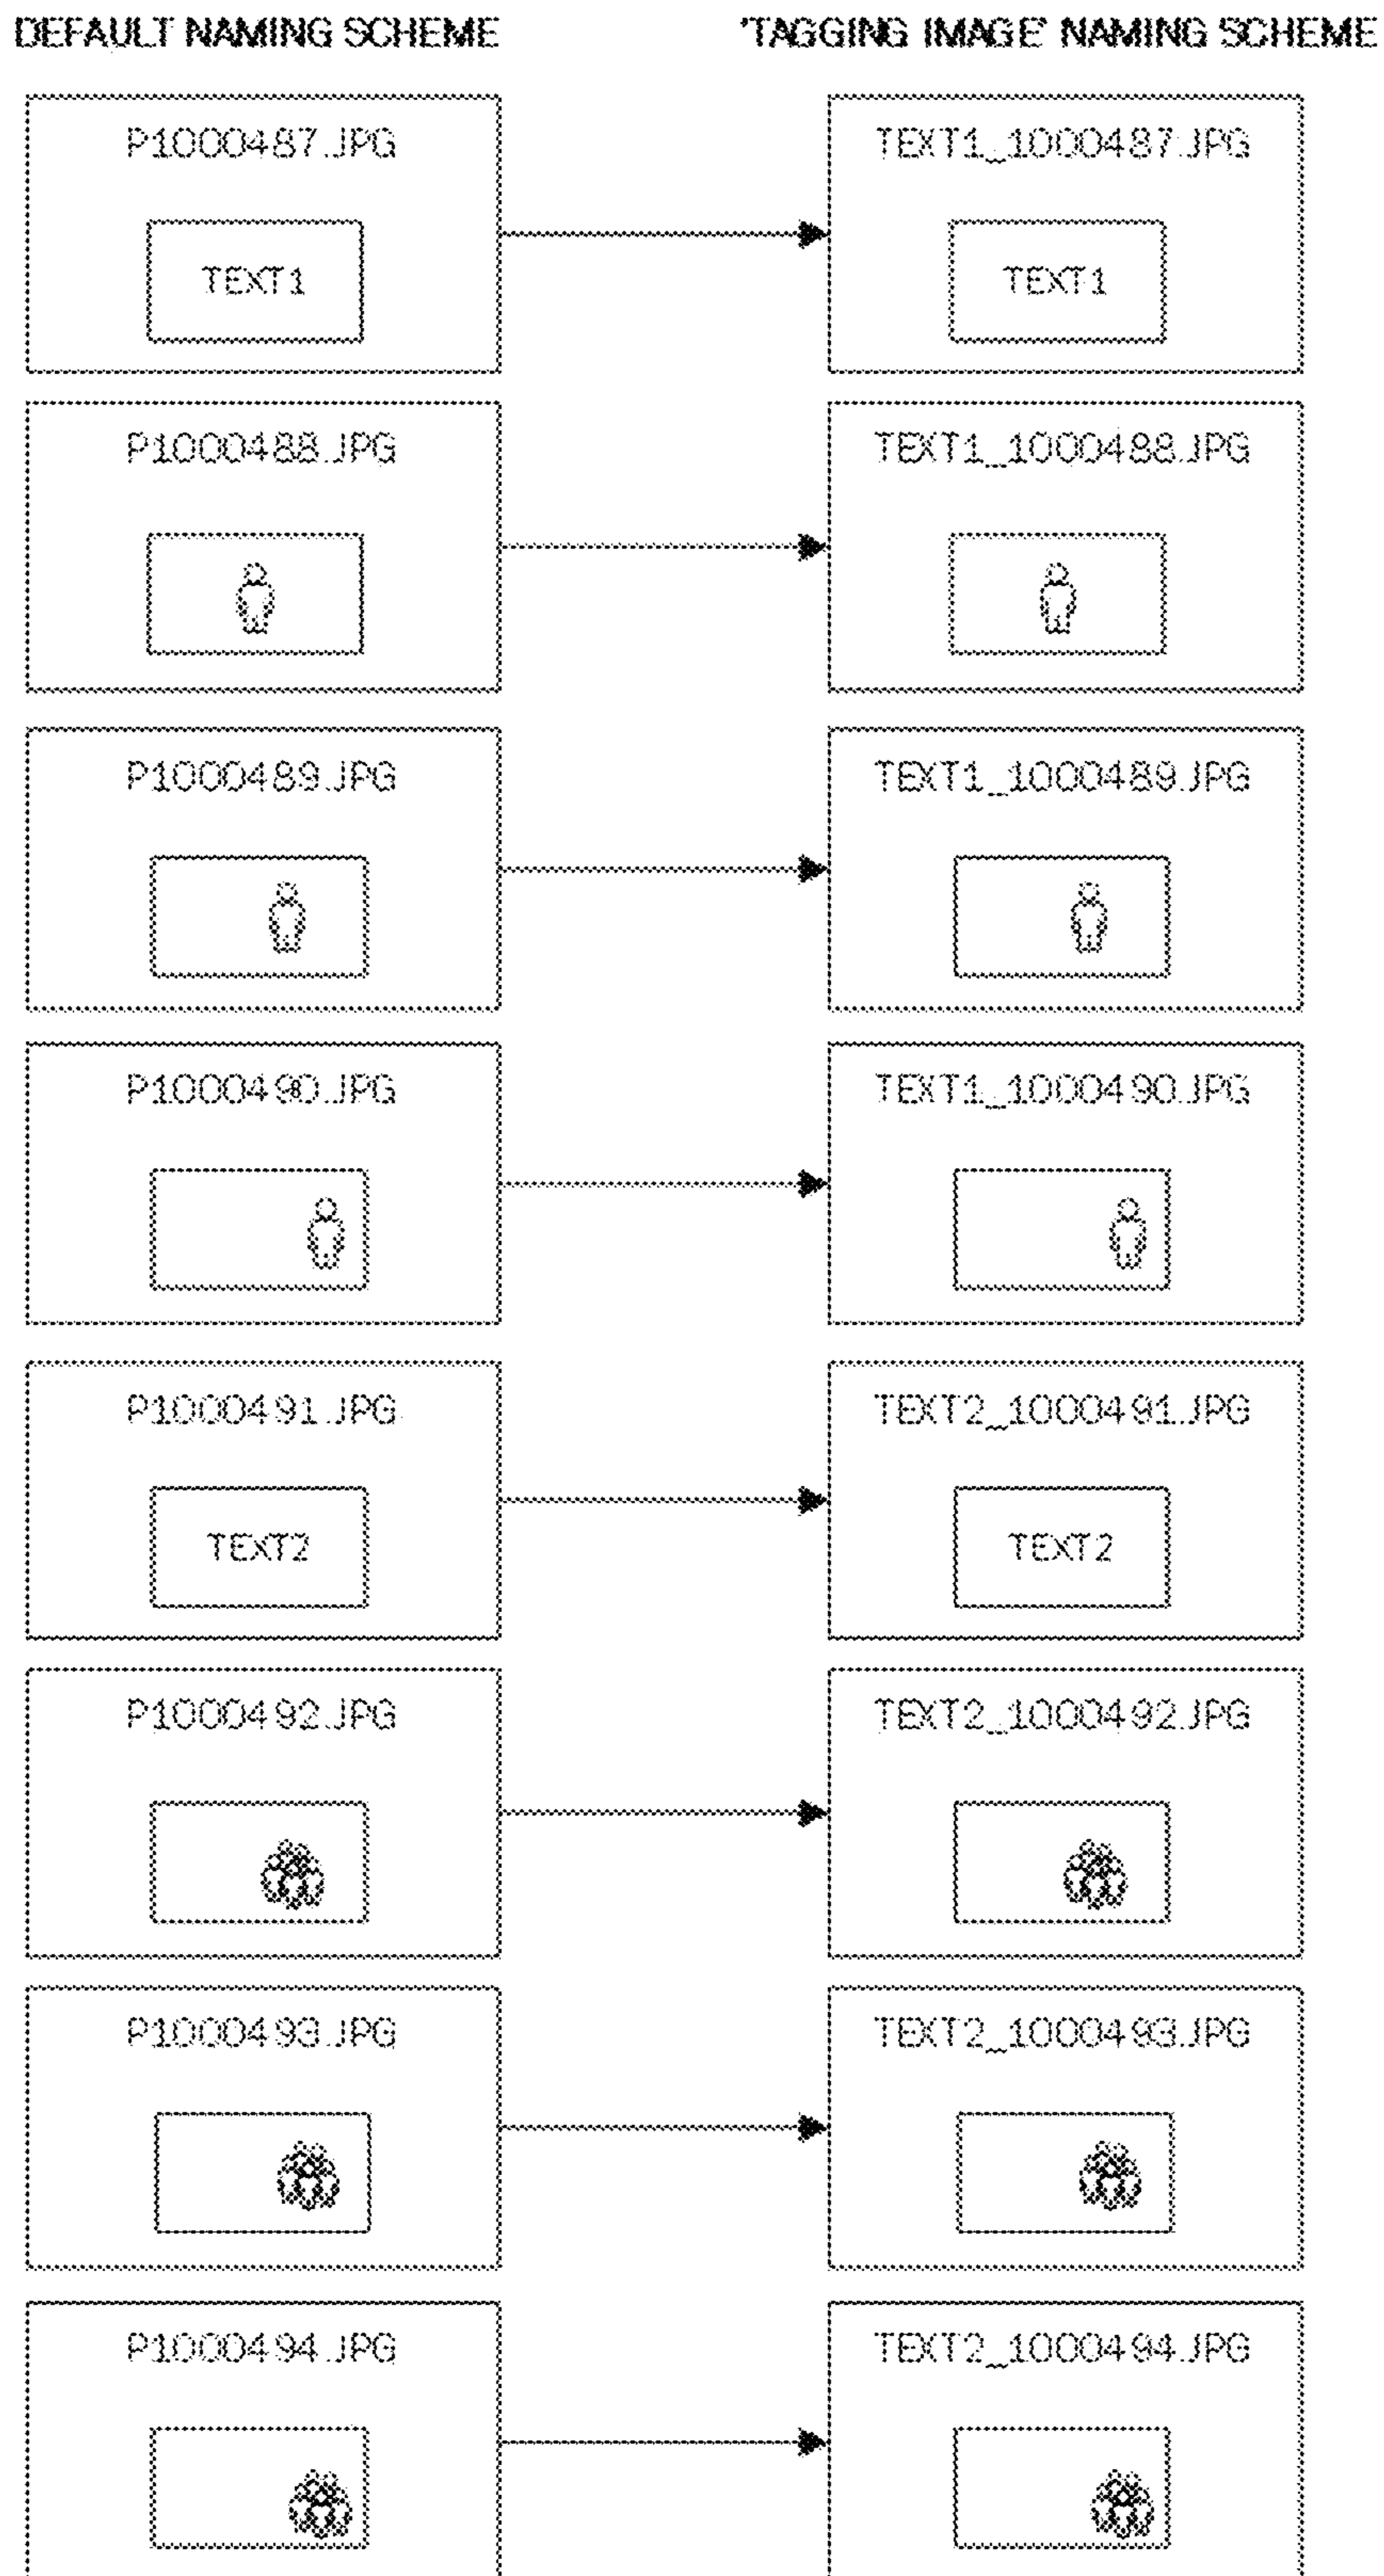 DEFAULT NAMING SCHEME
'TAGGING IMAGE' NAMING SCHEME
P1000487.JPG
TEXT1_1000487.JPG
TEXT1
TEXT1
P1000488.JPG
TEXT1_1000488.JPG
P1000489.JPG
TEXT1_1000489.JPG
P1000490.JPG
TEXT1_1000490.JPG
P1000491.JPG
TEXT2_1000491.JPG
TEXT2
TEXT2
P1000492.JPG
TEXT2_1000492.JPG
P1000493.JPG
TEXT2_1000493.JPG
P1000494.JPG
TEXT2_1000494.JPG